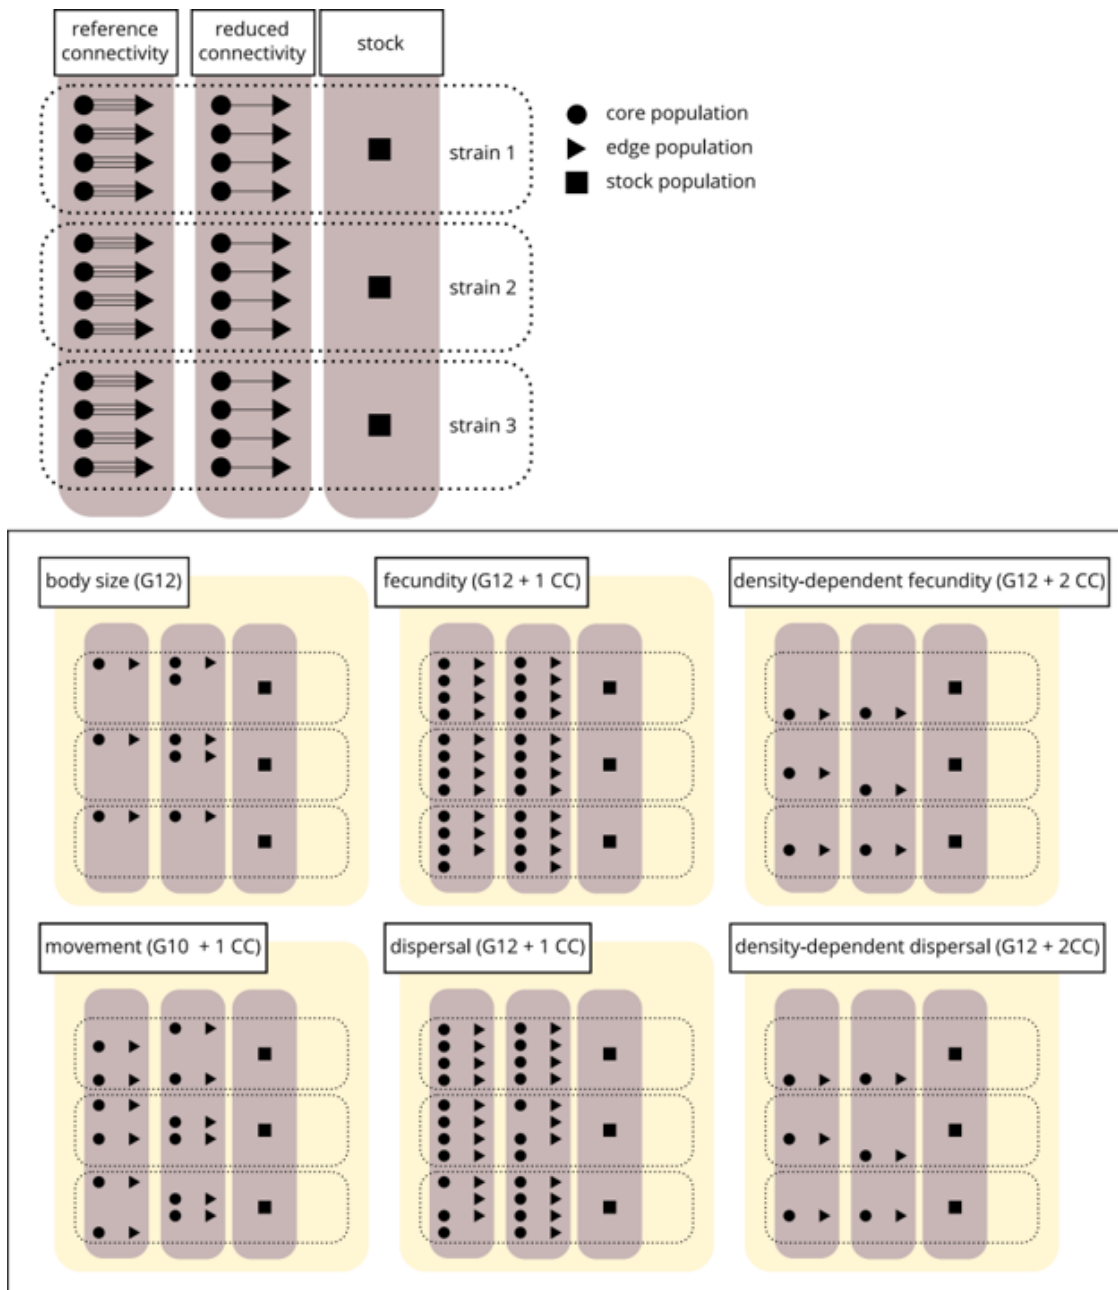 reference
connectivity
reduced
connectivity
stock
strain 1
strain 2
strain 3
core population
edge population
stock population
body size (G12)
fecundity (G12 + 1 CC)
density-dependent fecundity (G12 + 2 CC)
movement (G10 + 1 CC)
dispersal (G12 + 1 CC)
density-dependent dispersal (G12 + 2CC)